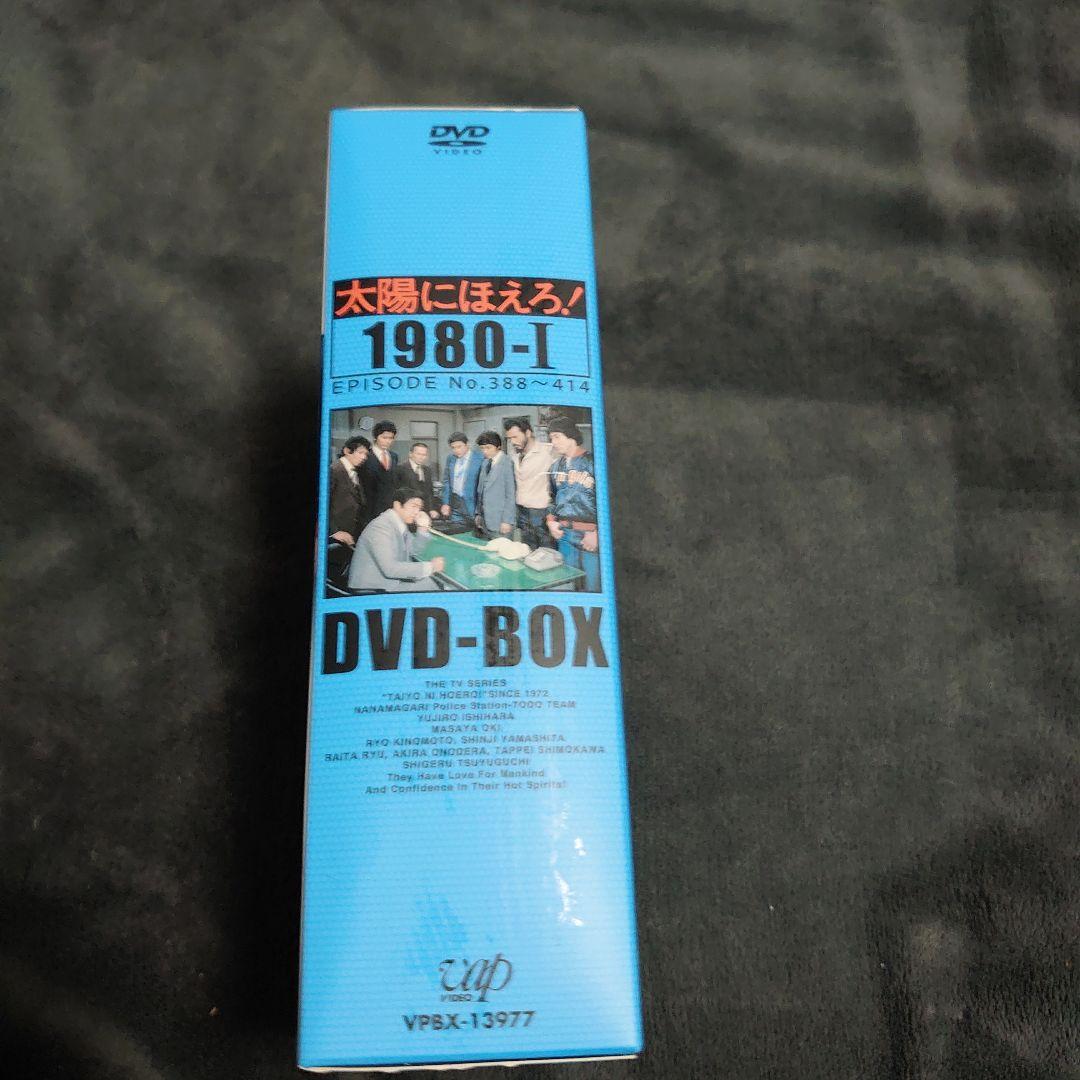 DVD
VIDEO
太陽にほえろ!
1980-I
EPISODE No.388～414
DVD-BOX
THE TV SERIES
"TAIYO NI HOERO!"SINCE 1972
NANAMAGARI Police Station-TODO TEAM
YUJIRO ISHIHARA
MASAYA OKI
RYO KINOMOTO, SHINJI YAMASHITA
RAITA RYU, AKIRA ONODERA, TAPPEI SHIMOKAWA
SHIGERU TSUYUGUCHI
They Have Love For Mankind
And Confidence In Their Hot Spirits!
vap
VIDEO
VPBX-13977